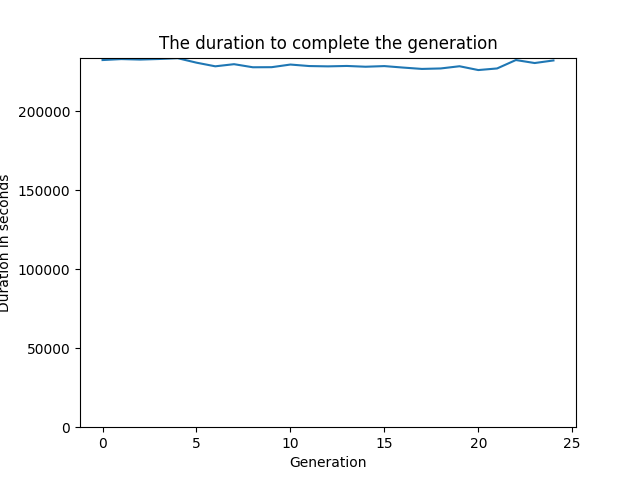 The duration to complete the generation
Duration in seconds
200000
150000
100000
50000
0
0 5 10 15 20 25
Generation